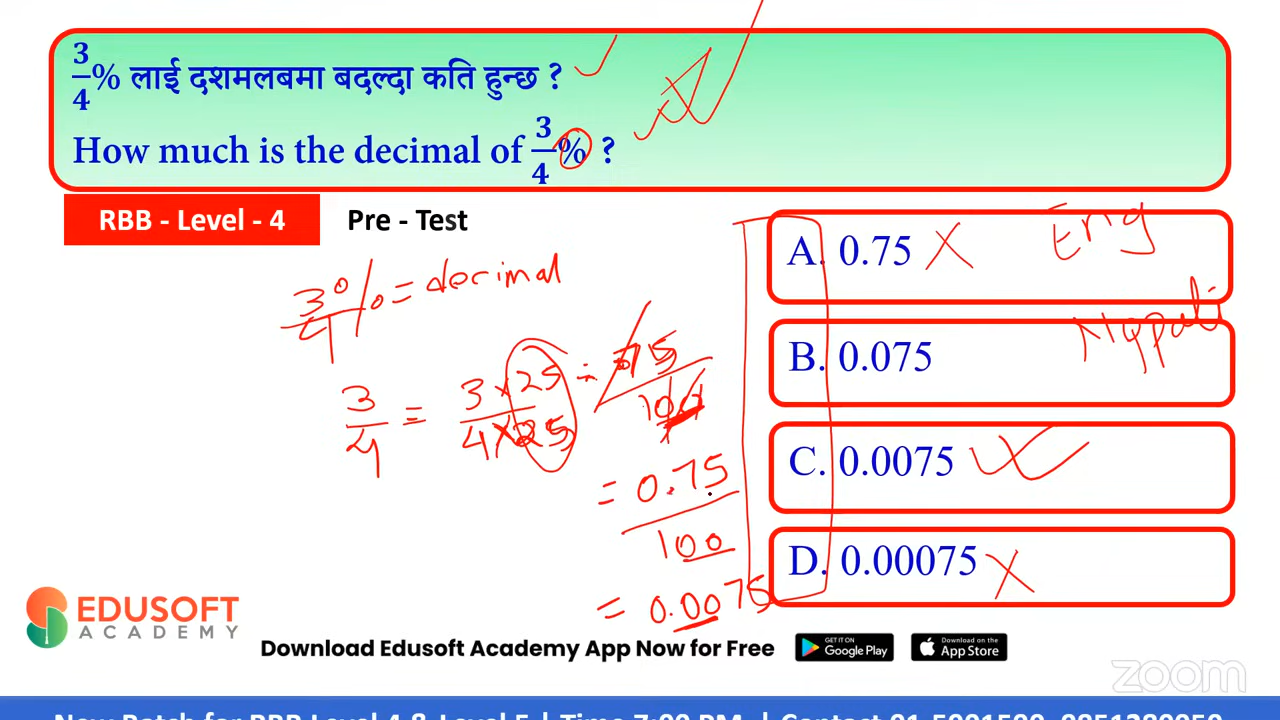 3/4% लाई दशमलबमा बदल्दा कति हुन्छ ?
How much is the decimal of 3/4% ?
RBB - Level - 4
Pre - Test
A. 0.75
Eng
B. 0.075
C. 0.0075
D. 0.00075
3/4 % = decimal
3/4 = 3×25/4×25 = 75/100
= 0.75/100
= 0.0075
EDUSOFT
ACADEMY
Download Edusoft Academy App Now for Free
GET IT ON
Google Play
Download on the
App Store
zoom